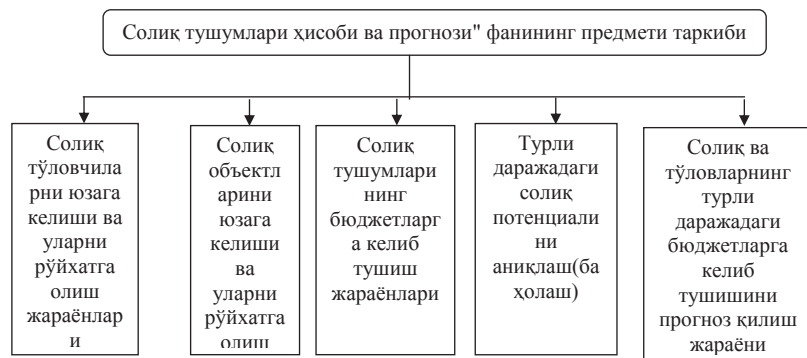 Солиқ тушумлари ҳисоби ва прогнози" фанининг предмети таркиби
Солиқ
тўловчила
рни юзага
келиши ва
уларни
рўйхатга
олиш
жараёнлар
и
Солиқ
объектл
арини
юзага
келиши
ва
уларни
рўйхатга
олиш
Солиқ
тушумлари
нинг
бюджетларг
а келиб
тушиш
жараёнлари
Турли
даражадаги
солиқ
потенциали
ни
аниқлаш(ба
ҳолаш)
Солиқ ва
тўловларнинг
турли
даражадаги
бюджетларга
келиб
тушишини
прогноз қилиш
жараёни